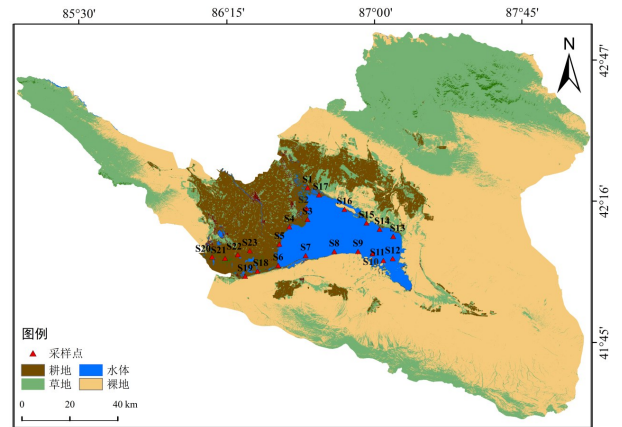 85°30′
86°15′
87°00′
87°45′
N
42°47′
42°16′
41°45′
S1
S17
S2
S16
S3
S4
S15
S14
S13
S5
S23
S22
S20
S21
S7
S8
S9
S11
S12
S10
S6
S18
S19
图例
采样点
耕地
水体
草地
裸地
0
20
40 km